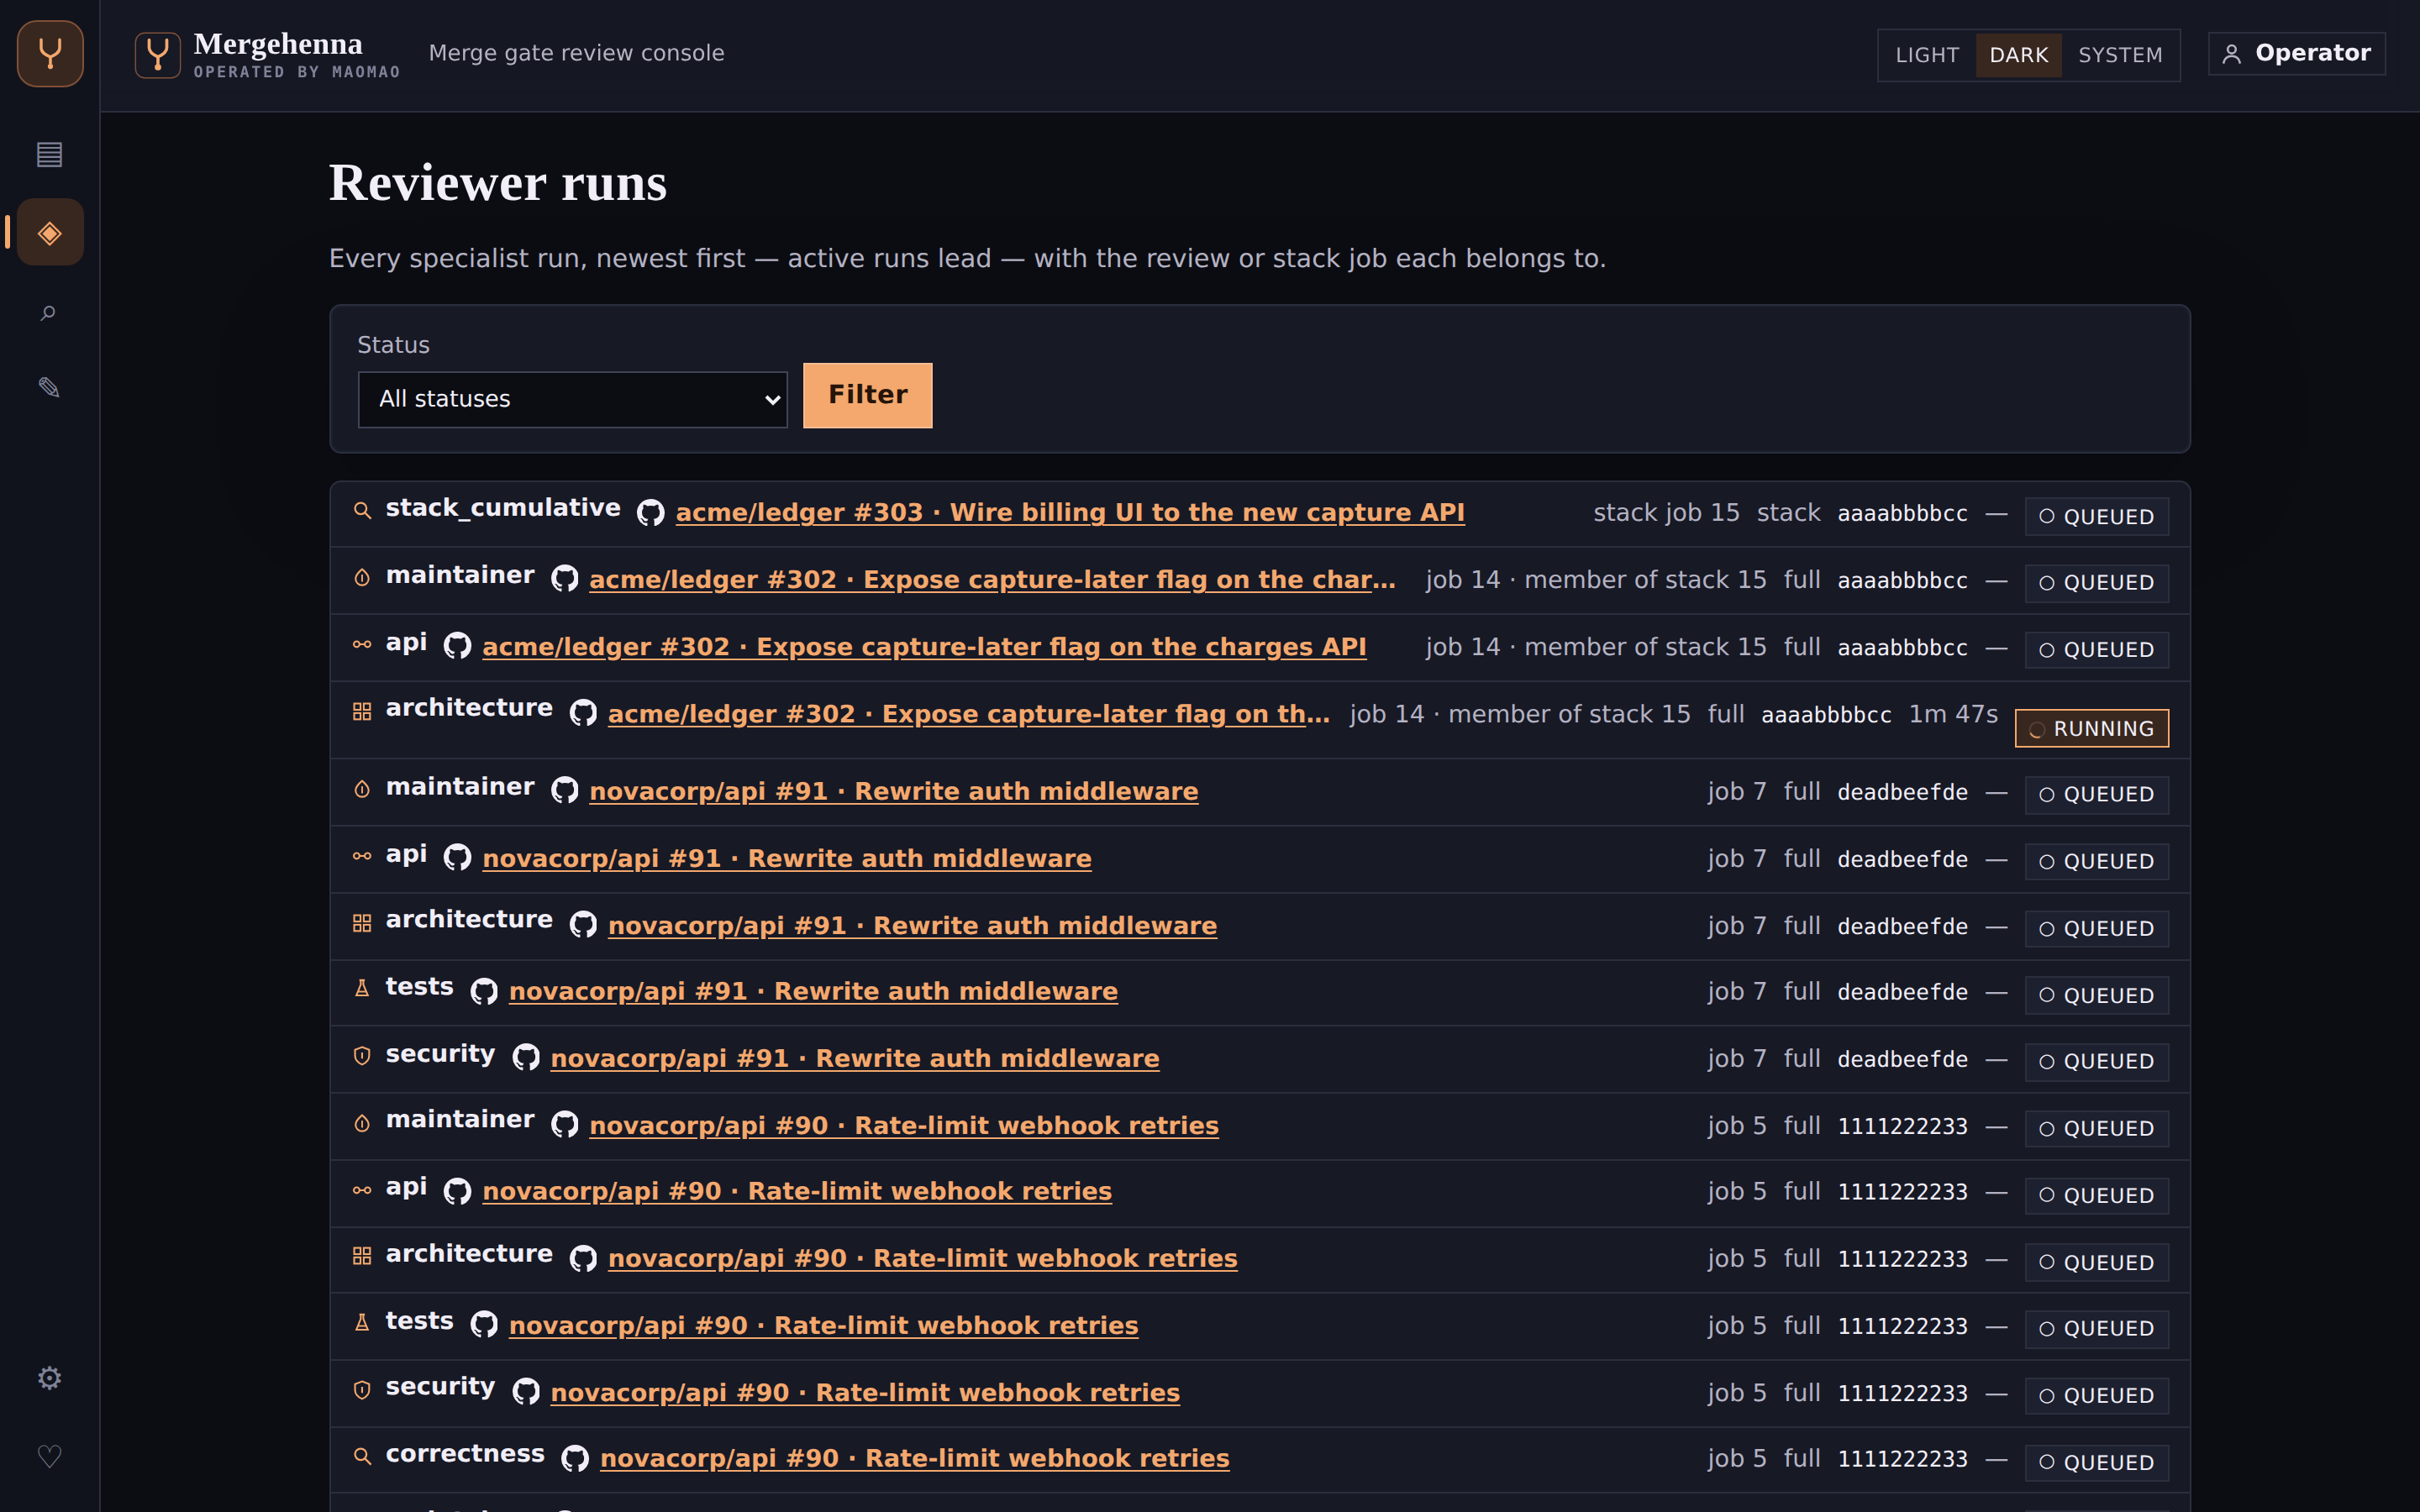 Mergehenna
OPERATED BY MAOMAO
Merge gate review console
LIGHT DARK SYSTEM
Operator
Reviewer runs
Every specialist run, newest first — active runs lead — with the review or stack job each belongs to.
Status
All statuses
Filter
stack_cumulative acme/ledger #303 · Wire billing UI to the new capture API stack job 15 stack aaaabbbbcc — QUEUED
maintainer acme/ledger #302 · Expose capture-later flag on the char… job 14 · member of stack 15 full aaaabbbbcc — QUEUED
api acme/ledger #302 · Expose capture-later flag on the charges API job 14 · member of stack 15 full aaaabbbbcc — QUEUED
architecture acme/ledger #302 · Expose capture-later flag on th… job 14 · member of stack 15 full aaaabbbbcc 1m 47s RUNNING
maintainer novacorp/api #91 · Rewrite auth middleware job 7 full deadbeefde — QUEUED
api novacorp/api #91 · Rewrite auth middleware job 7 full deadbeefde — QUEUED
architecture novacorp/api #91 · Rewrite auth middleware job 7 full deadbeefde — QUEUED
tests novacorp/api #91 · Rewrite auth middleware job 7 full deadbeefde — QUEUED
security novacorp/api #91 · Rewrite auth middleware job 7 full deadbeefde — QUEUED
maintainer novacorp/api #90 · Rate-limit webhook retries job 5 full 1111222233 — QUEUED
api novacorp/api #90 · Rate-limit webhook retries job 5 full 1111222233 — QUEUED
architecture novacorp/api #90 · Rate-limit webhook retries job 5 full 1111222233 — QUEUED
tests novacorp/api #90 · Rate-limit webhook retries job 5 full 1111222233 — QUEUED
security novacorp/api #90 · Rate-limit webhook retries job 5 full 1111222233 — QUEUED
correctness novacorp/api #90 · Rate-limit webhook retries job 5 full 1111222233 — QUEUED